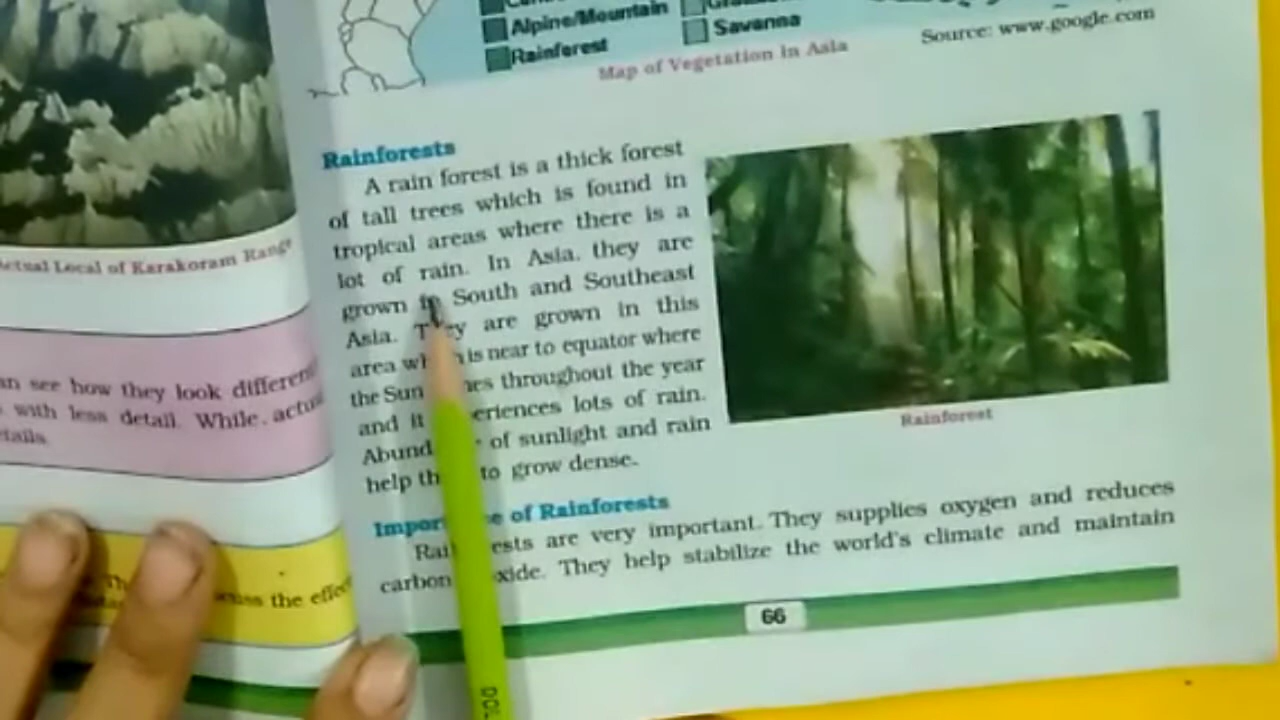 Alpine/Mountain
Savanna
Rainforest
Source: www.google.com
Map of Vegetation in Asia
Actual Local of Karakoram Range
see how they look different
with less detail. While, actual
the effe
Rainforests
A rain forest is a thick forest
of tall trees which is found in
tropical areas where there is a
lot of rain. In Asia, they are
grown in South and Southeast
Asia. They are grown in this
area which is near to equator where
the Sun throughout the year
and it lots of rain.
of sunlight and rain
help to grow dense.
Rainforest
of Rainforests
are very important. They supplies oxygen and reduces
carbon They help stabilize the world's climate and maintain
66